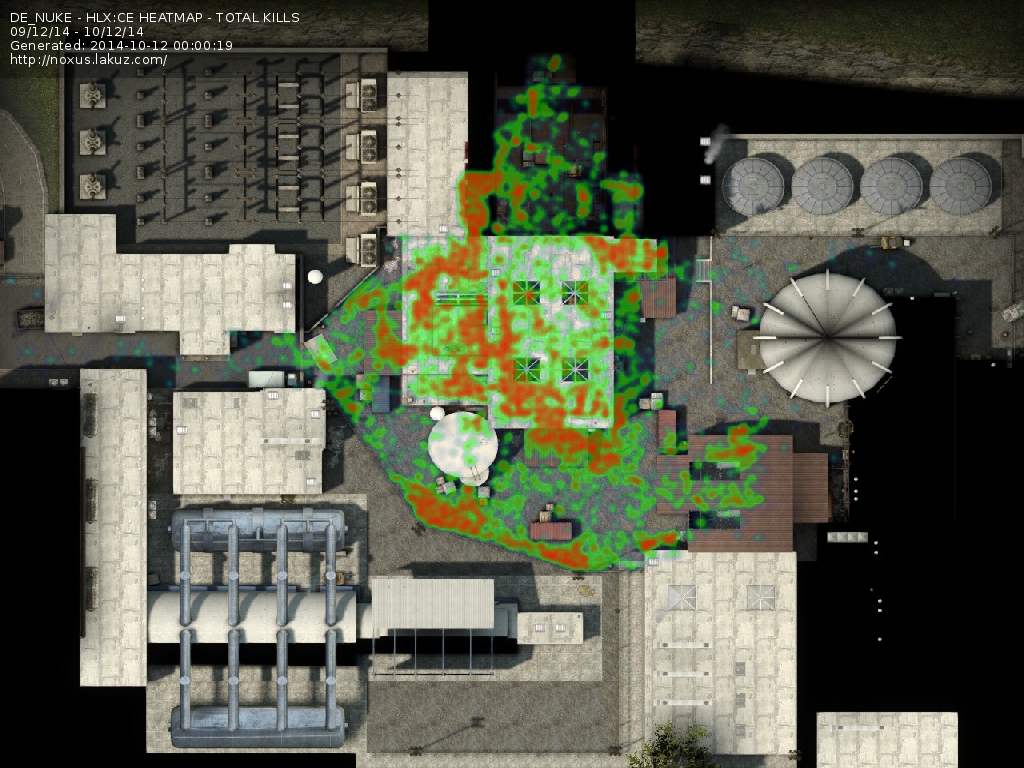 DE_NUKE - HLX:CE HEATMAP - TOTAL KILLS
09/12/14 - 10/12/14
Generated: 2014-10-12 00:00:19
http://noxus.lakuz.com/